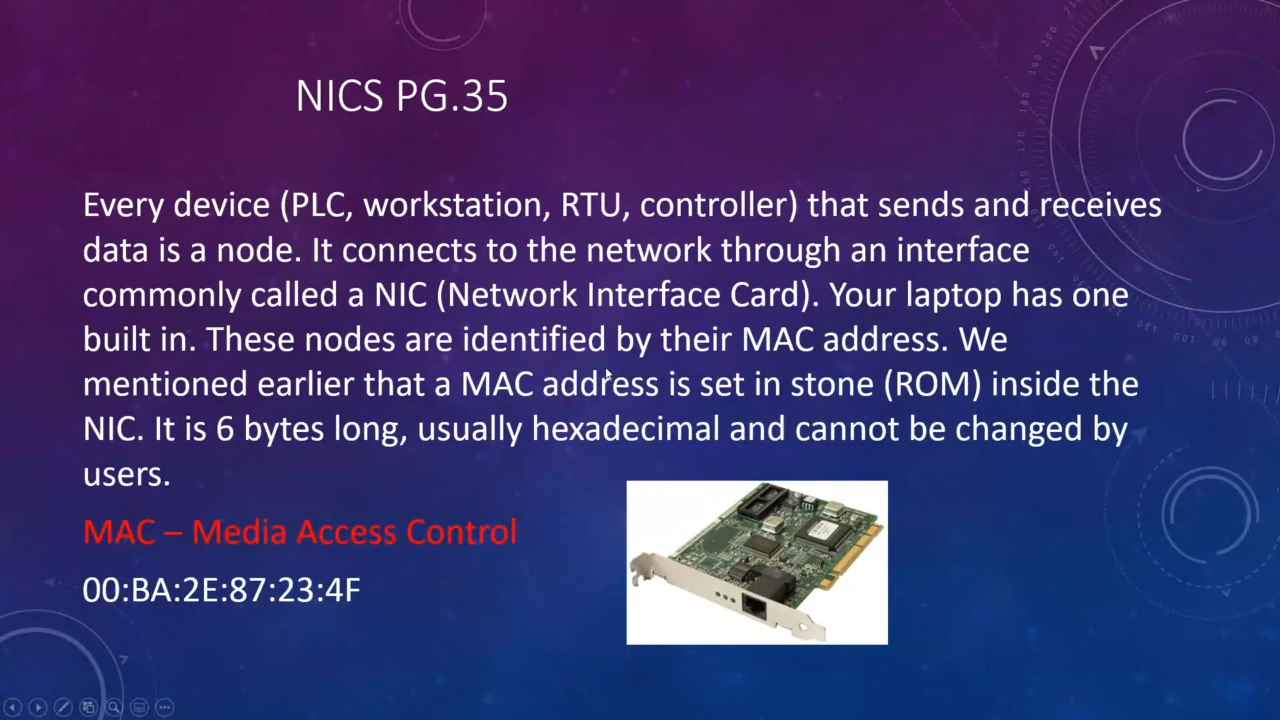 NICS PG.35
Every device (PLC, workstation, RTU, controller) that sends and receives
data is a node. It connects to the network through an interface
commonly called a NIC (Network Interface Card). Your laptop has one
built in. These nodes are identified by their MAC address. We
mentioned earlier that a MAC address is set in stone (ROM) inside the
NIC. It is 6 bytes long, usually hexadecimal and cannot be changed by
users.
MAC – Media Access Control
00:BA:2E:87:23:4F